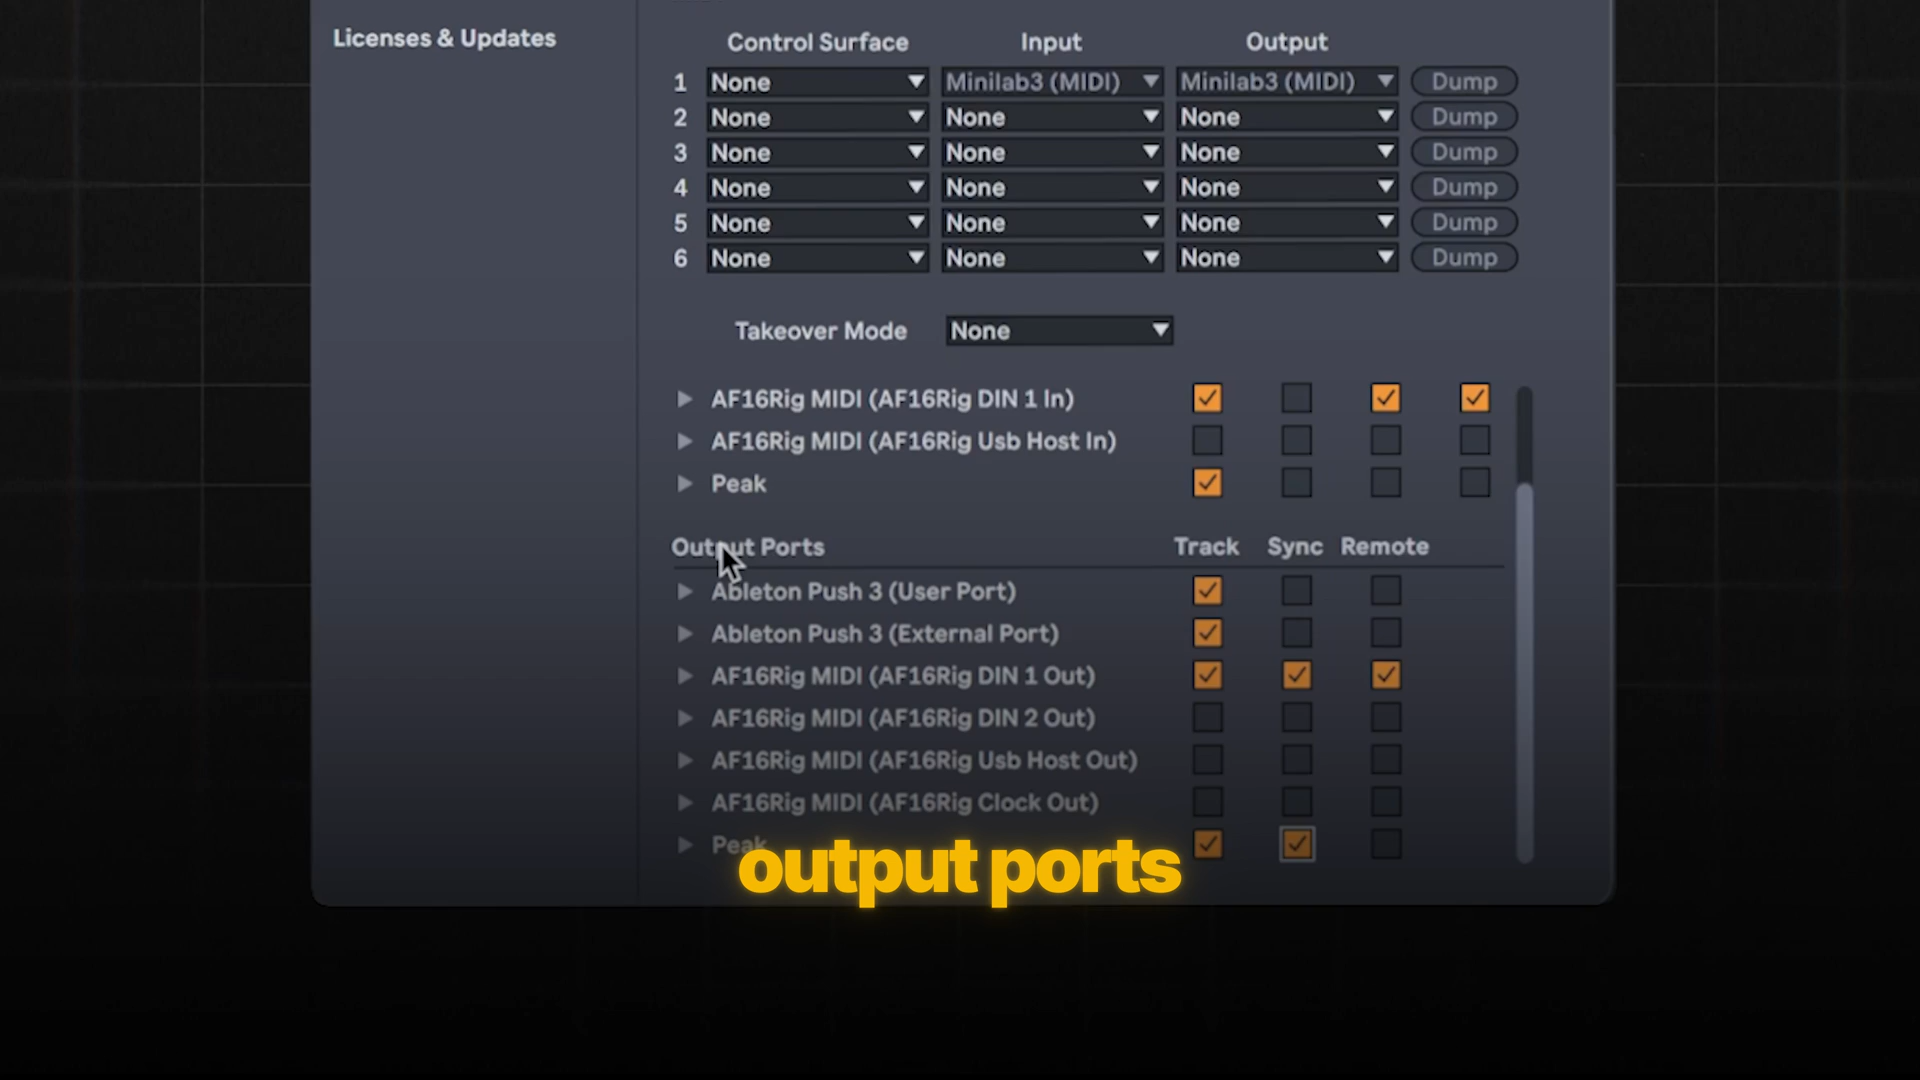 Licenses & Updates
Control Surface Input Output
1 None Minilab3 (MIDI) Minilab3 (MIDI) Dump
2 None None None Dump
3 None None None Dump
4 None None None Dump
5 None None None Dump
6 None None None Dump
Takeover Mode None
AF16Rig MIDI (AF16Rig DIN 1 In)
AF16Rig MIDI (AF16Rig Usb Host In)
Peak
Output Ports Track Sync Remote
Ableton Push 3 (User Port)
Ableton Push 3 (External Port)
AF16Rig MIDI (AF16Rig DIN 1 Out)
AF16Rig MIDI (AF16Rig DIN 2 Out)
AF16Rig MIDI (AF16Rig Usb Host Out)
AF16Rig MIDI (AF16Rig Clock Out)
Peak
output ports